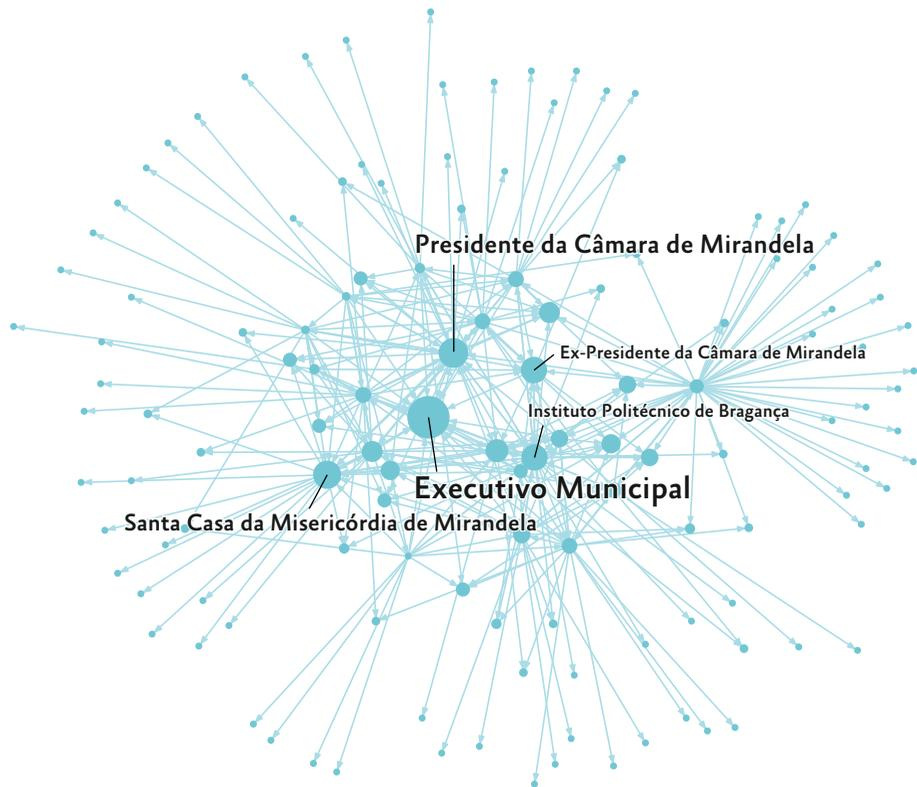 Presidente da Câmara de Mirandela
Ex-Presidente da Câmara de Mirandela
Instituto Politécnico de Bragança
Executivo Municipal
Santa Casa da Misericórdia de Mirandela